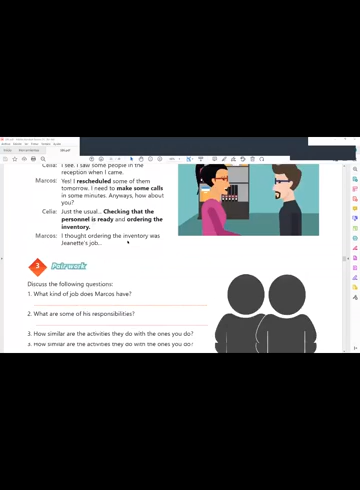 Celia: I see. I saw some people in the
reception when I came.
Marcos: Yes! I rescheduled some of them
tomorrow. I need to make some calls
in some minutes. Anyways, how about
you?
Celia: Just the usual... Checking that the
personnel is ready and ordering the
inventory.
Marcos: I thought ordering the inventory was
Jeanette's job...
3 Pair work
Discuss the following questions:
1. What kind of job does Marcos have?
2. What are some of his responsibilities?
3. How similar are the activities they do with the ones you do?
3. How similar are the activities they do with the ones you do?